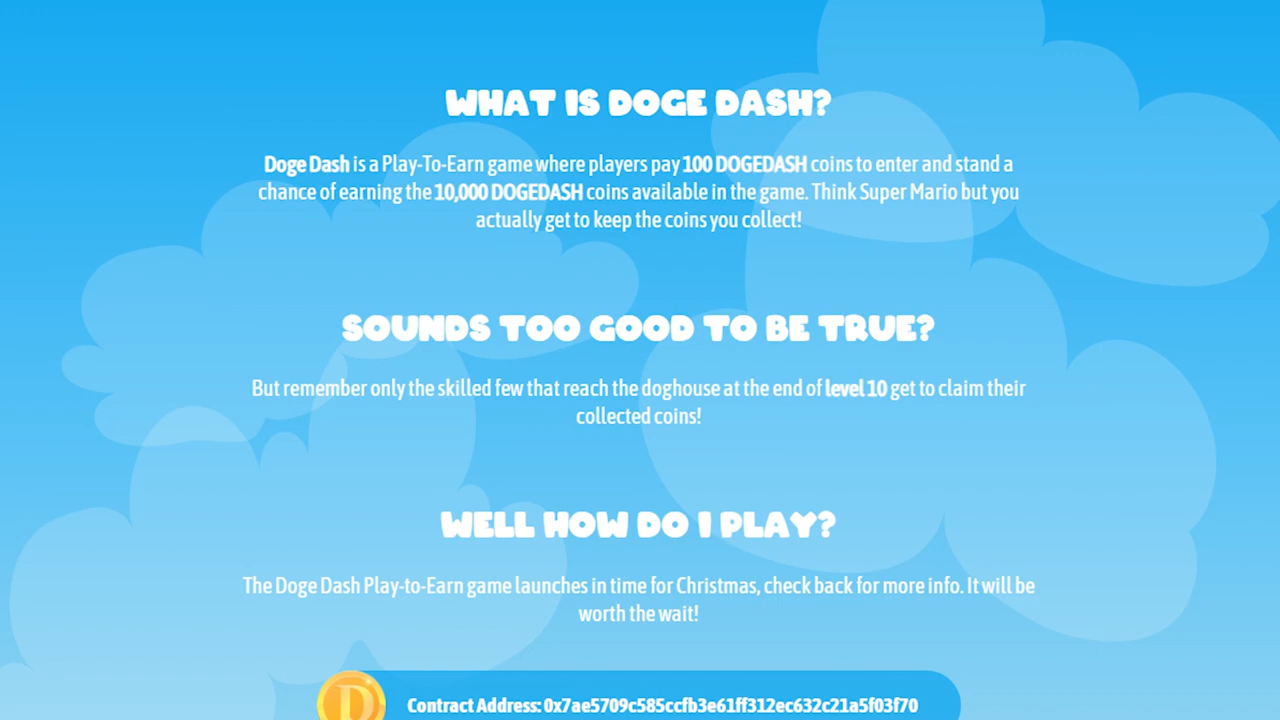 WHAT IS DOGE DASH?
Doge Dash is a Play-To-Earn game where players pay 100 DOGEDASH coins to enter and stand a
chance of earning the 10,000 DOGEDASH coins available in the game. Think Super Mario but you
actually get to keep the coins you collect!
SOUNDS TOO GOOD TO BE TRUE?
But remember only the skilled few that reach the doghouse at the end of level 10 get to claim their
collected coins!
WELL HOW DO I PLAY?
The Doge Dash Play-to-Earn game launches in time for Christmas, check back for more info. It will be
worth the wait!
D
Contract Address: 0x7ae5709c585ccfb3e61ff312ec632c21a5f03f70